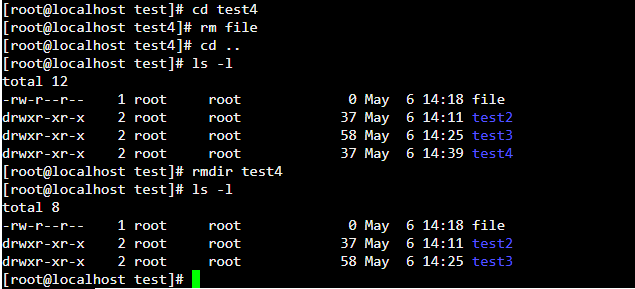 [root@localhost test]# cd test4
[root@localhost test4]# rm file
[root@localhost test4]# cd ..
[root@localhost test]# ls -l
total 12
-rw-r--r-- 1 root root 0 May 6 14:18 file
drwxr-xr-x 2 root root 37 May 6 14:11 test2
drwxr-xr-x 2 root root 58 May 6 14:25 test3
drwxr-xr-x 2 root root 37 May 6 14:39 test4
[root@localhost test]# rmdir test4
[root@localhost test]# ls -l
total 8
-rw-r--r-- 1 root root 0 May 6 14:18 file
drwxr-xr-x 2 root root 37 May 6 14:11 test2
drwxr-xr-x 2 root root 58 May 6 14:25 test3
[root@localhost test]#